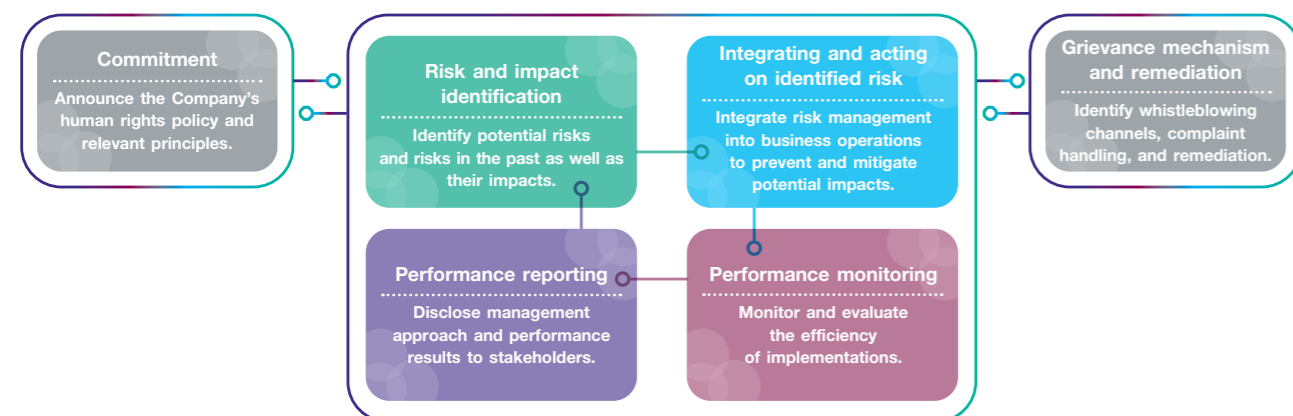 Commitment
Announce the Company's
human rights policy and
relevant principles.
Risk and impact
identification
Identify potential risks
and risks in the past as well as
their impacts.
Integrating and acting
on identified risk
Integrate risk management
into business operations
to prevent and mitigate
potential impacts.
Performance reporting
Disclose management
approach and performance
results to stakeholders.
Performance monitoring
Monitor and evaluate
the efficiency
of implementations.
Grievance mechanism
and remediation
Identify whistleblowing
channels, complaint
handling, and remediation.